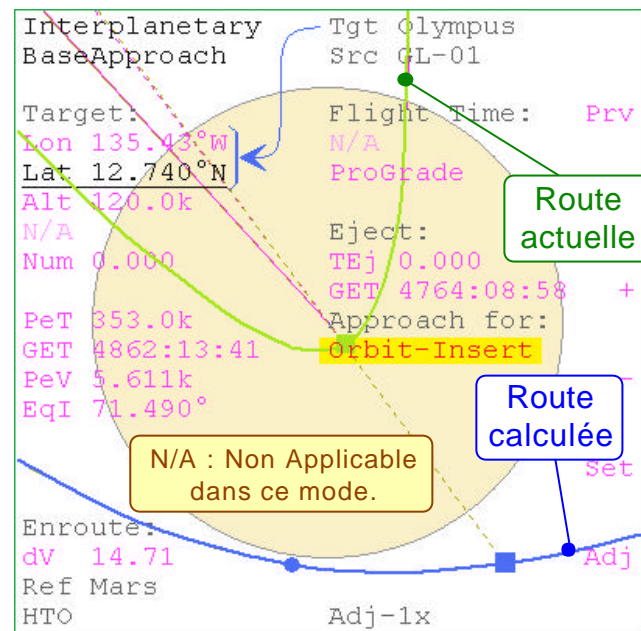 Interplanetary Tgt Olympus
BaseApproach Src GL-01
Target: Flight Time: Prv
Lon 135.43°W N/A
Lat 12.740°N ProGrade
Alt 120.0k
Route
actuelle
N/A Eject:
Num 0.000 TEj 0.000
GET 4764:08:58 +
PeT 353.0k Approach for:
GET 4862:13:41 Orbit-Insert
PeV 5.611k -
EqI 71.490°
Route
calculée
N/A : Non Applicable
dans ce mode.
Set
Enroute:
dV 14.71 Adj
Ref Mars
HTO Adj-1x